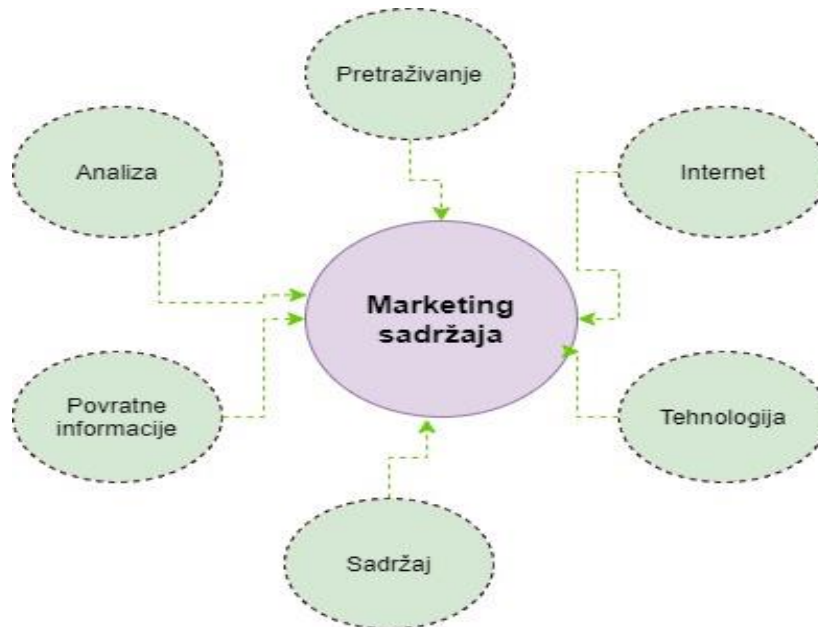 Pretraživanje
Analiza
Internet
Marketing
sadržaja
Povratne
informacije
Tehnologija
Sadržaj